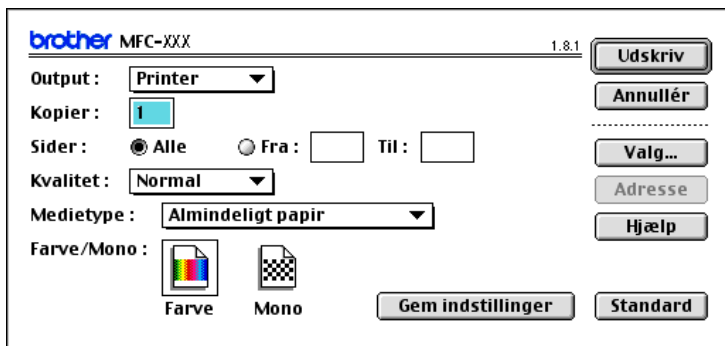 brother MFC-XXX 1.8.1
Udskriv
Output : Printer
Annullér
Kopier : 1
Sider : Alle Fra : Til :
Valg...
Kvalitet : Normal
Adresse
Medietype : Almindeligt papir
Hjælp
Farve/Mono :
Farve Mono
Gem indstillinger Standard